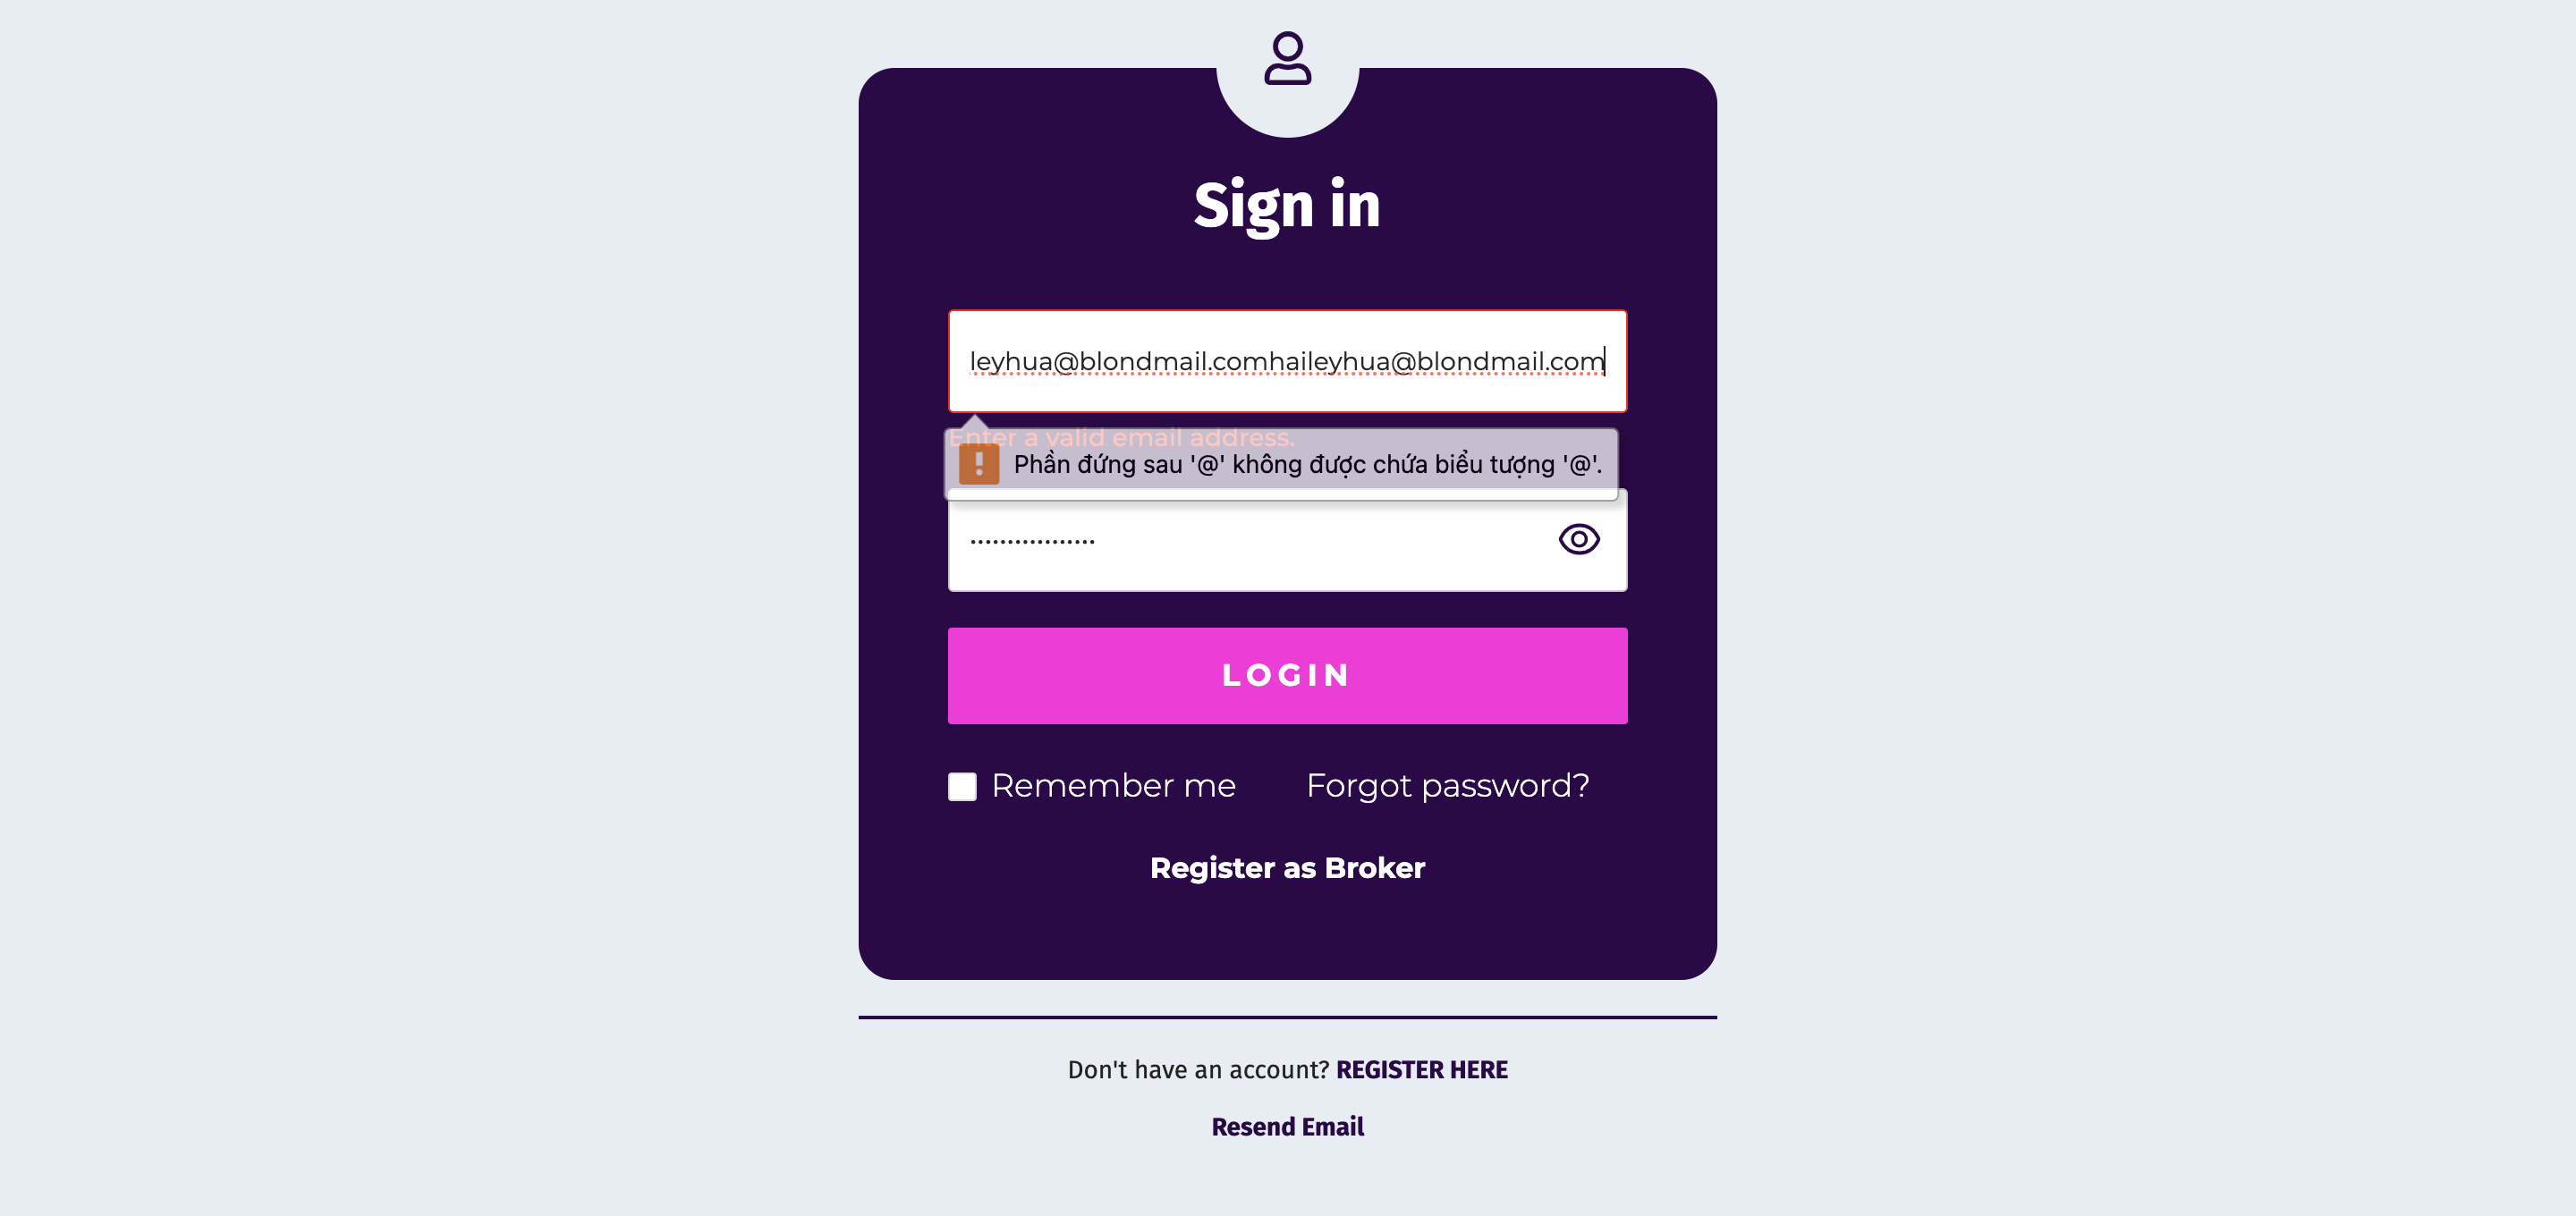 Sign in
leyhua@blondmail.comhaileyhua@blondmail.com
Enter a valid email address.
Phần đứng sau '@' không được chứa biểu tượng '@'.
LOGIN
Remember me Forgot password?
Register as Broker
Don't have an account? REGISTER HERE
Resend Email